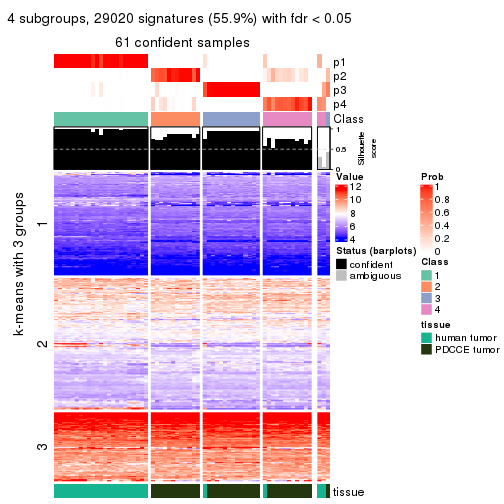 4 subgroups, 29020 signatures (55.9%) with fdr < 0.05
61 confident samples
p1
p2
p3
p4
Class
1
0.5
0
Silhouette
score
k-means with 3 groups
1
2
3
tissue
Value
12
10
8
6
4
Status (barplots)
confident
ambiguous
Prob
1
0.8
0.6
0.4
0.2
0
Class
1
2
3
4
tissue
human tumor
PDCCE tumor